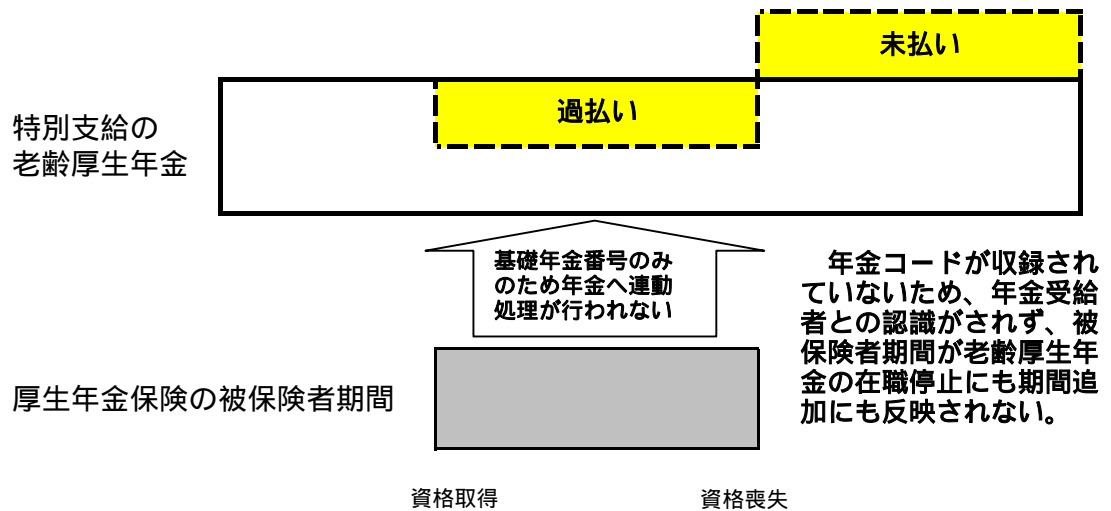 未払い
過払い
特別支給の
老齢厚生年金
基礎年金番号のみ
のため年金へ連動
処理が行われない
年金コードが収録され
ていないため、年金受給
者との認識がされず、被
保険者期間が老齢厚生年
金の在職停止にも期間追
加にも反映されない。
厚生年金保険の被保険者期間
資格取得
資格喪失